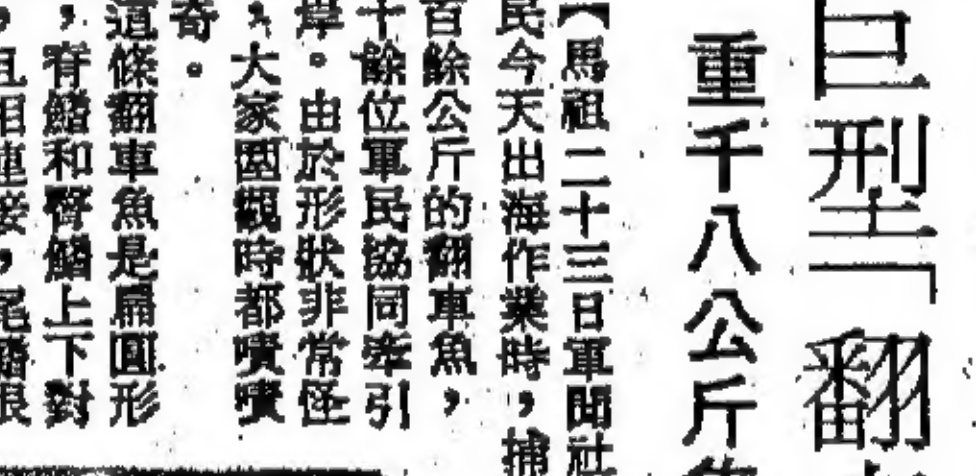 巨型「翻
重千八公斤
【馬祖二十三日軍聞社
民今天出海作業時，捕
百餘公斤的翻車魚，
十餘位軍民協同牽引
岸。由於形狀非常怪
，大家圍觀時都嘖嘖
奇。
這條翻車魚是扁圓形
，脊鰭和臀鰭上下對
，且相連接，尾鰭很